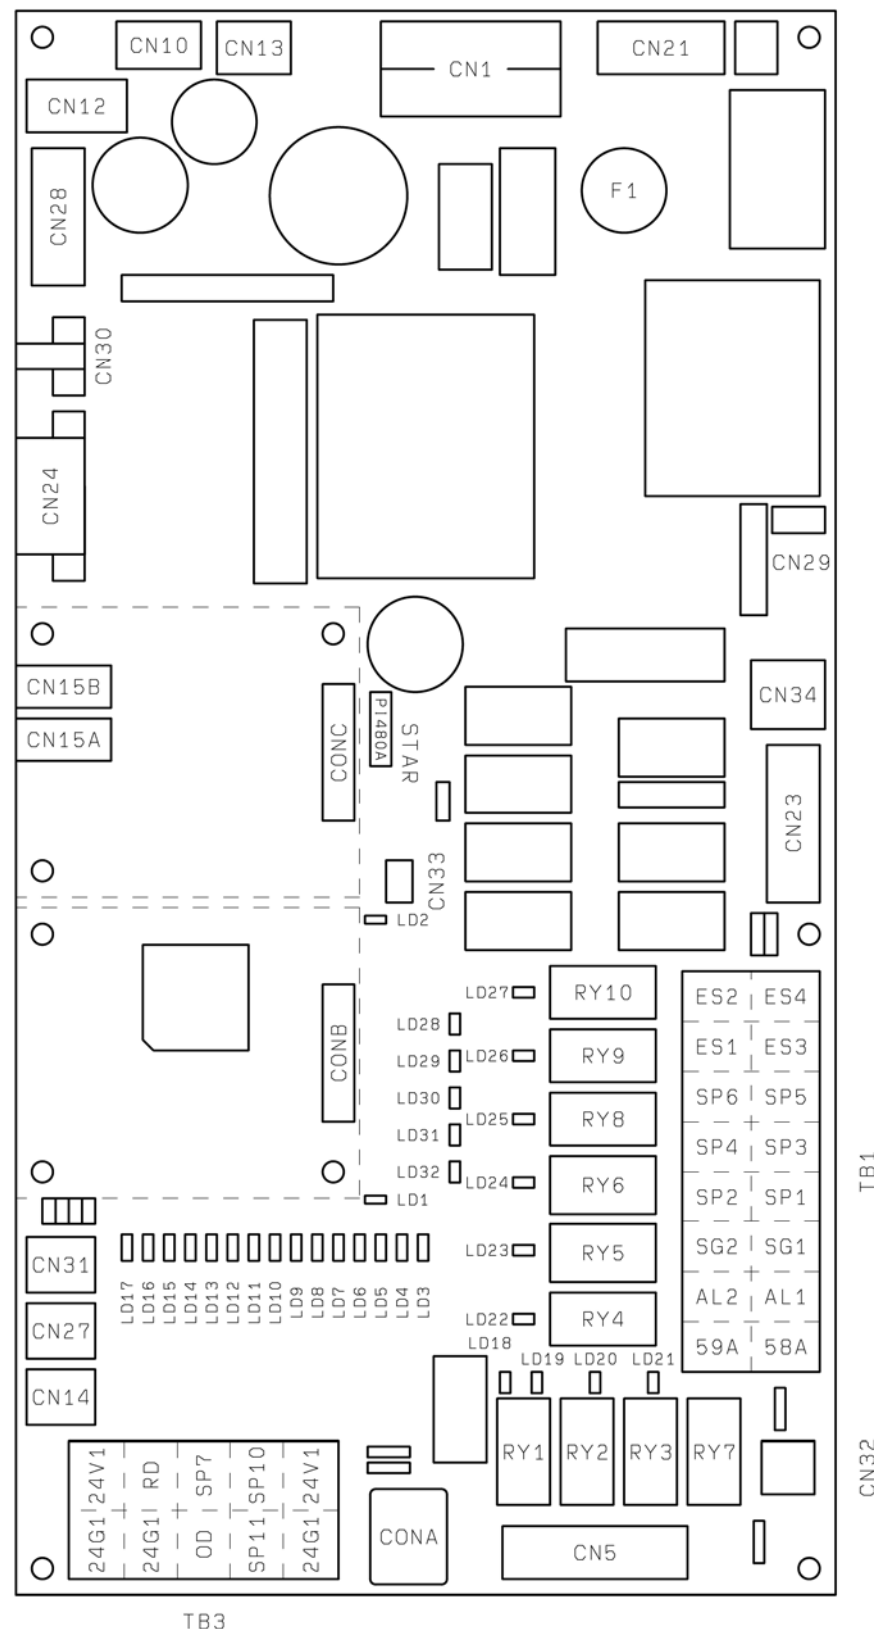 CN10
CN13
CN1
CN21
CN12
F1
CN28
CN30
CN24
CN29
CN15B
CN15A
CONC
P1480A
STAR
CN34
CN23
CN33
LD2
LD27
RY10
ES2
ES4
LD28
LD29
LD26
RY9
ES1
ES3
CONB
LD30
LD25
RY8
SP6
SP5
LD31
SP4
SP3
LD32
LD24
RY6
SP2
SP1
TB1
LD1
LD23
RY5
SG2
SG1
CN31
LD17
LD16
LD15
LD14
LD13
LD12
LD11
LD10
LD9
LD8
LD7
LD6
LD5
LD4
LD3
AL2
AL1
CN27
LD22
RY4
LD18
59A
58A
LD19
LD20
LD21
CN14
RY1
RY2
RY3
RY7
CN32
24V1
RD
SP7
SP10
24V1
24G1
24G1
OD
SP11
24G1
CONA
CN5
TB3